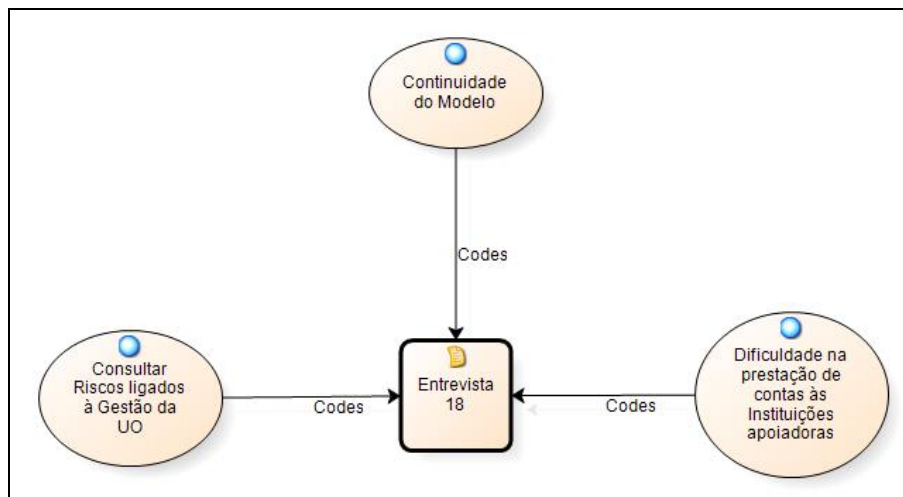 Continuidade
do Modelo
Codes
Consultar
Riscos ligados
à Gestão da
UO
Codes
Entrevista
18
Codes
Dificuldade na
prestação de
contas às
Instituições
apoiadoras